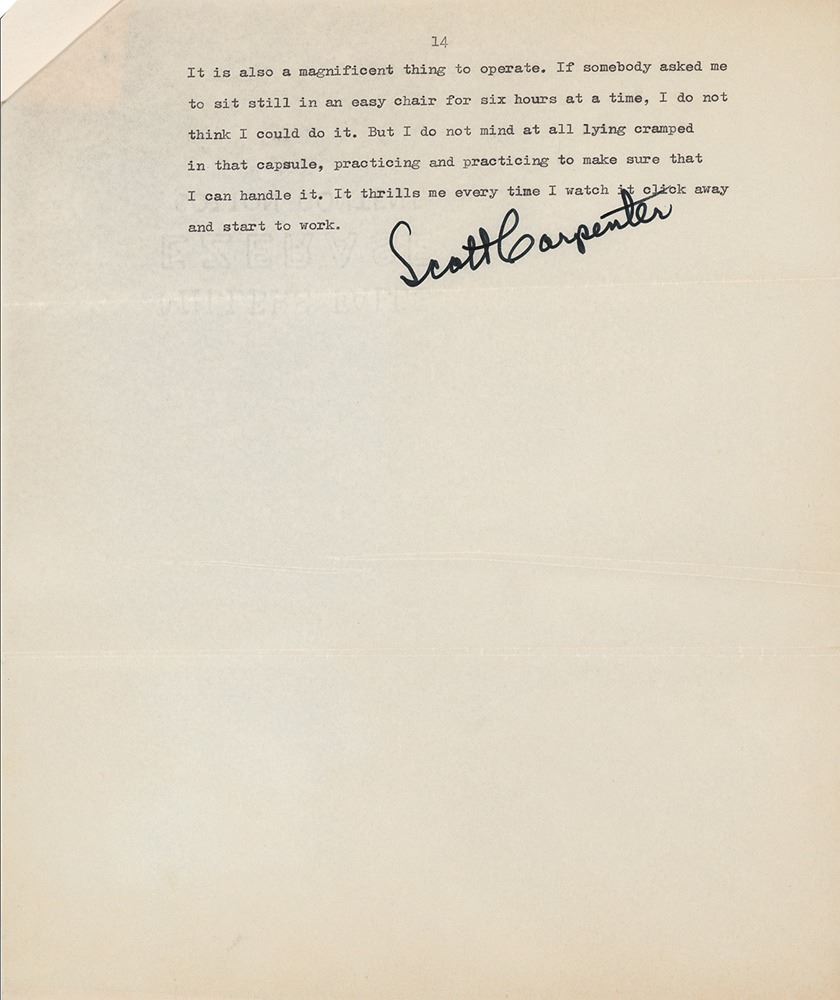 14
It is also a magnificent thing to operate. If somebody asked me
to sit still in an easy chair for six hours at a time, I do not
think I could do it. But I do not mind at all lying cramped
in that capsule, practicing and practicing to make sure that
I can handle it. It thrills me every time I watch it click away
and start to work.
Scott Carpenter